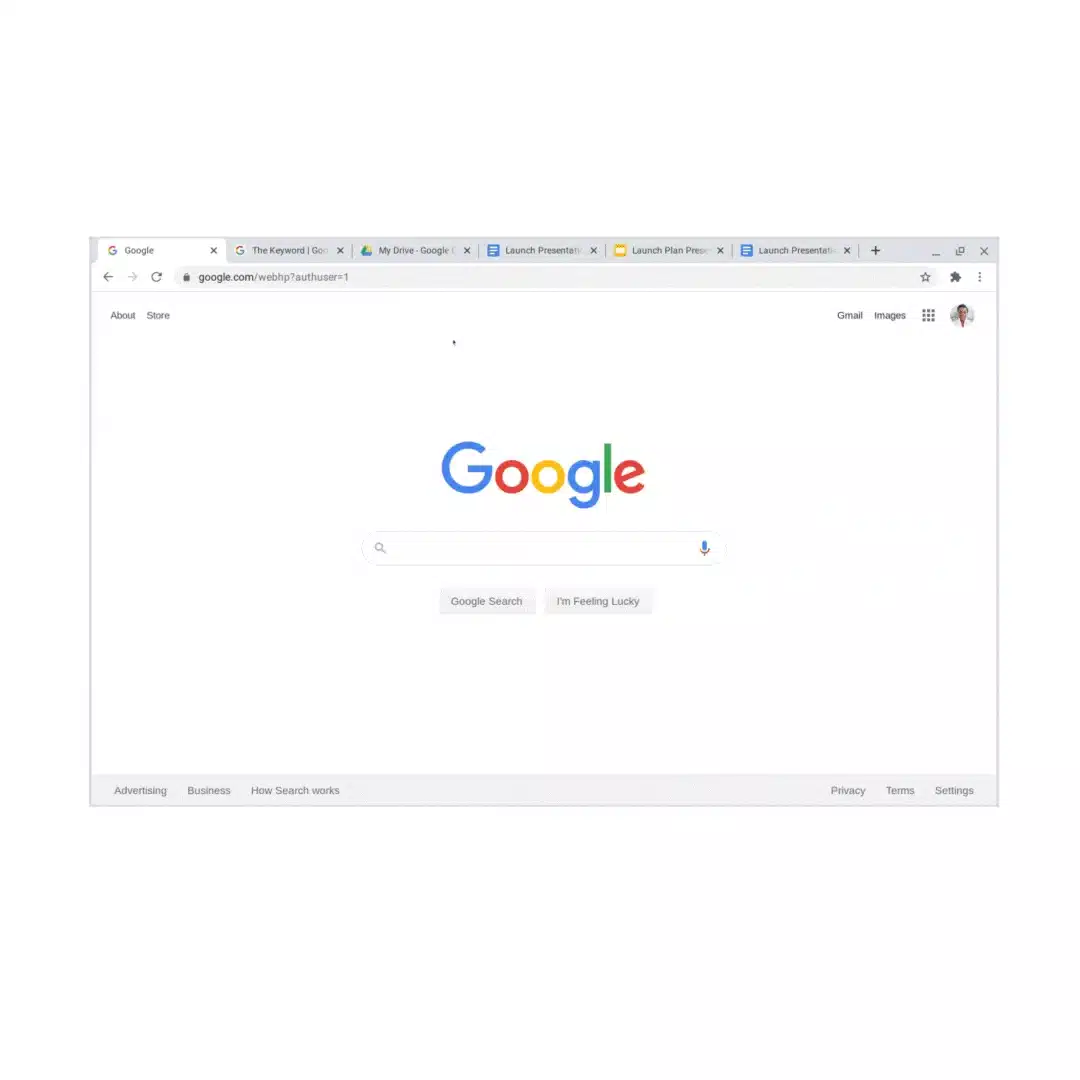 Google The Keyword | Goo My Drive - Google Launch Presentati Launch Plan Prese Launch Presentati
google.com/webhp?authuser=1
About Store Gmail Images
Google
Google Search I'm Feeling Lucky
Advertising Business How Search works Privacy Terms Settings